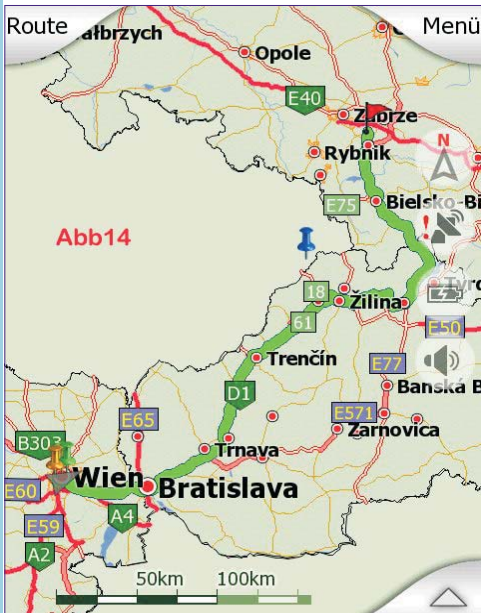 Route
Menü
ałbrzych
Opole
E40
Zabrze
Rybnik
N
E75
Bielsko-Bi
!
Abb14
18
Žilina
61
E50
Trenčín
E77
D1
Banská B
E65
E571
Žarnovica
B303
Trnava
Wien
E60
Bratislava
E59
A4
A2
50km
100km